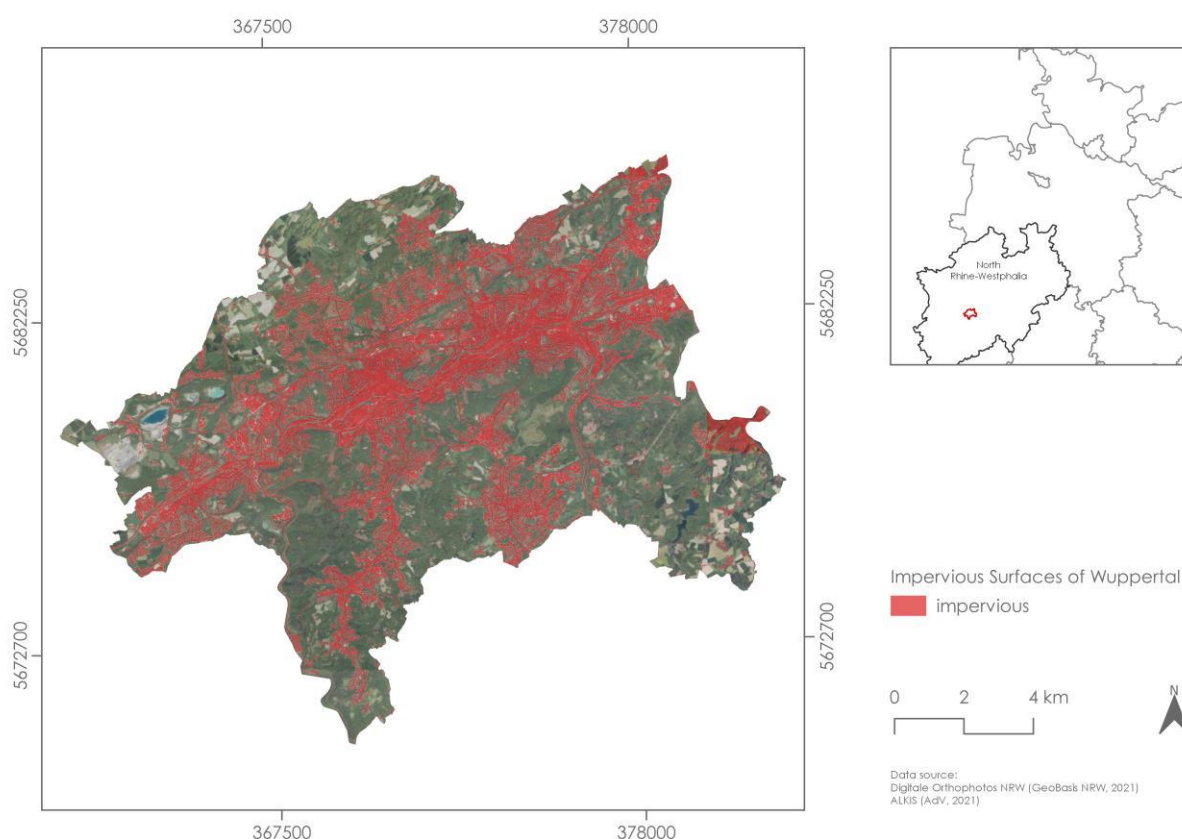 367500
378000
5682250
5682250
North
Rhine-Westphalia
5672700
5672700
367500
378000
Impervious Surfaces of Wuppertal
impervious
0 2 4 km
N
Data source:
Digitale Orthophotos NRW (GeoBasis NRW, 2021)
ALKIS (AdV, 2021)